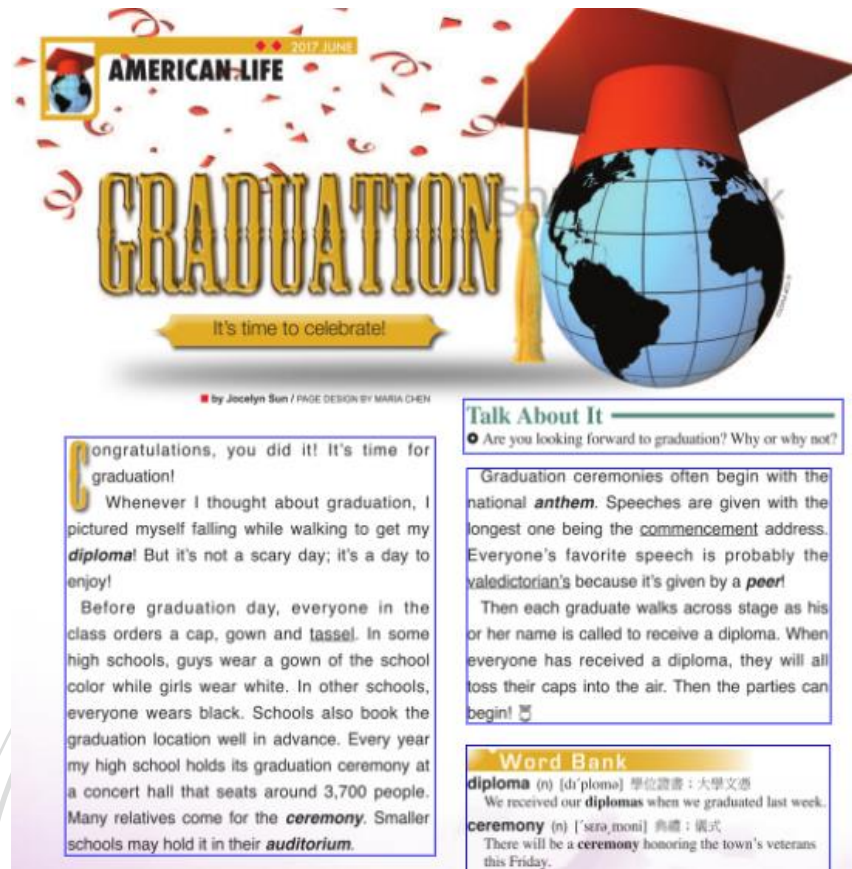 2017 JUNE
AMERICAN LIFE
GRADUATION
It's time to celebrate!
by Jocelyn Sun / PAGE DESIGN BY MARIA CHEN
Congratulations, you did it! It's time for
graduation!
Whenever I thought about graduation, I
pictured myself falling while walking to get my
diploma! But it's not a scary day; it's a day to
enjoy!
Before graduation day, everyone in the
class orders a cap, gown and tassel. In some
high schools, guys wear a gown of the school
color while girls wear white. In other schools,
everyone wears black. Schools also book the
graduation location well in advance. Every year
my high school holds its graduation ceremony at
a concert hall that seats around 3,700 people.
Many relatives come for the ceremony. Smaller
schools may hold it in their auditorium.
Talk About It
Are you looking forward to graduation? Why or why not?
Graduation ceremonies often begin with the
national anthem. Speeches are given with the
longest one being the commencement address.
Everyone's favorite speech is probably the
valedictorian's because it's given by a peer!
Then each graduate walks across stage as his
or her name is called to receive a diploma. When
everyone has received a diploma, they will all
toss their caps into the air. Then the parties can
begin!
Word Bank
diploma (n) [dɪˋplomə] 學位證書；大學文憑
We received our diplomas when we graduated last week.
ceremony (n) [ˋsɛrə͵moni] 典禮；儀式
There will be a ceremony honoring the town's veterans
this Friday.